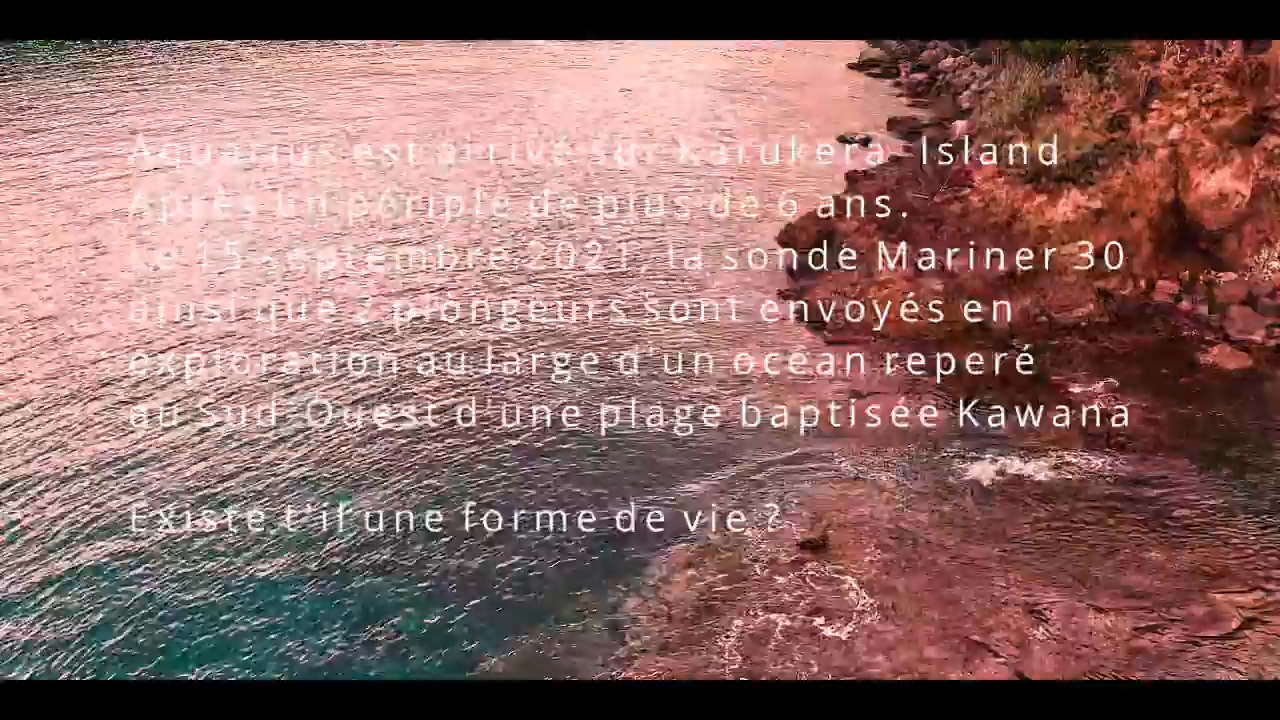 Aquarius est arrivé sur Karukera Island
Après un périple de plus de 6 ans.
Le 15 septembre 2021, la sonde Mariner 30
ainsi que 2 plongeurs sont envoyés en
exploration au large d'un océan reperé
au Sud-Ouest d'une plage baptisée Kawana
Existe t'il une forme de vie ?